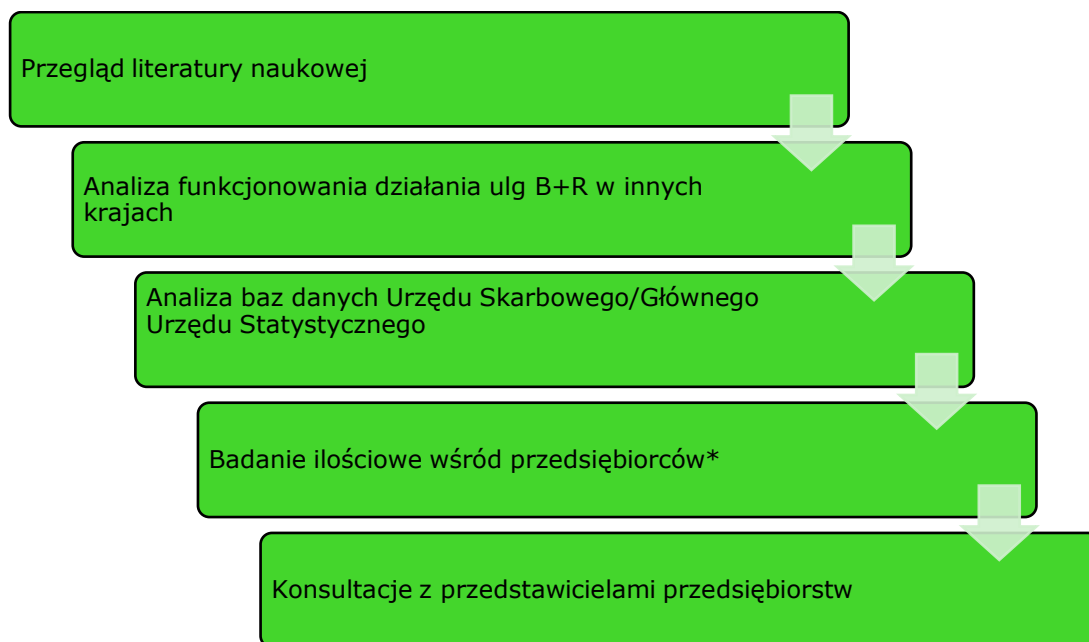 Przegląd literatury naukowej
Analiza funkcjonowania działania ulg B+R w innych
krajach
Analiza baz danych Urzędu Skarbowego/Głównego
Urzędu Statystycznego
Badanie ilościowe wśród przedsiębiorców*
Konsultacje z przedstawicielami przedsiębiorstw